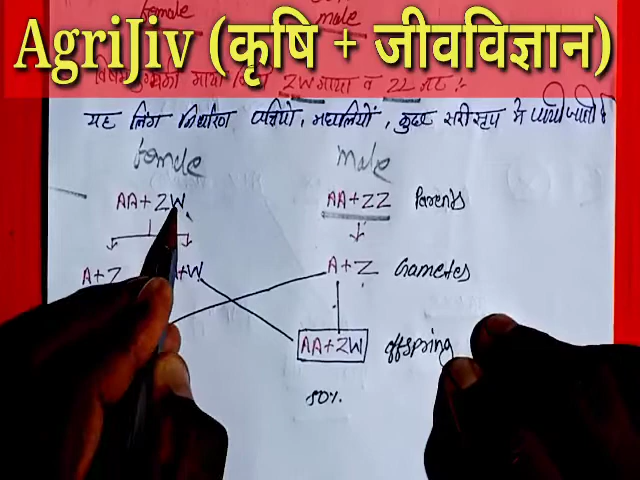 AgriJiv (कृषि + जीवविज्ञान)
female male
ZW मादा व ZZ नर :-
यह लिंग निर्धारण पक्षियो, मछलियों, कुछ सरीसृप मे पायी जाती है
female male
AA+ZW AA+ZZ Parents
A+Z A+W A+Z Gametes
AA+ZW offspring
50%